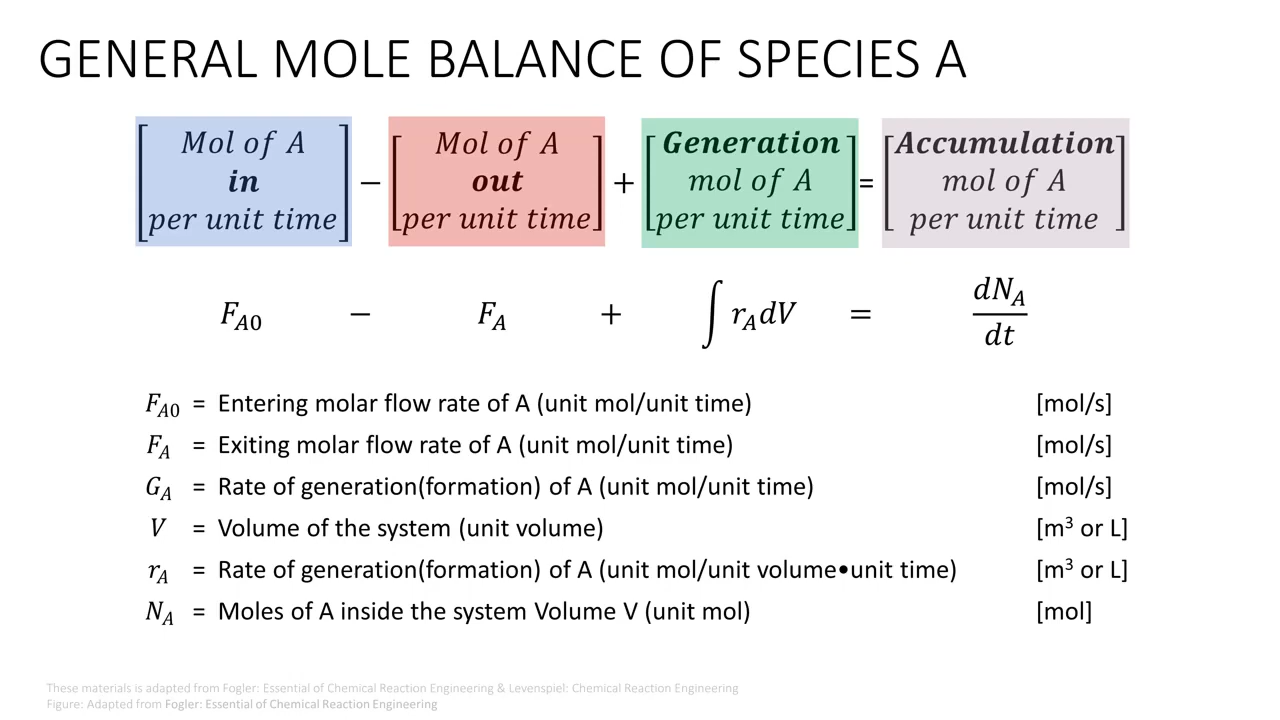 GENERAL MOLE BALANCE OF SPECIES A
[Mol of A in per unit time] − [Mol of A out per unit time] + [Generation mol of A per unit time] = [Accumulation mol of A per unit time]
F_A0 − F_A + ∫ r_A dV = dN_A/dt
F_A0 = Entering molar flow rate of A (unit mol/unit time) [mol/s]
F_A = Exiting molar flow rate of A (unit mol/unit time) [mol/s]
G_A = Rate of generation(formation) of A (unit mol/unit time) [mol/s]
V = Volume of the system (unit volume) [m³ or L]
r_A = Rate of generation(formation) of A (unit mol/unit volume•unit time) [m³ or L]
N_A = Moles of A inside the system Volume V (unit mol) [mol]
These materials is adapted from Fogler: Essential of Chemical Reaction Engineering & Levenspiel: Chemical Reaction Engineering
Figure: Adapted from Fogler: Essential of Chemical Reaction Engineering